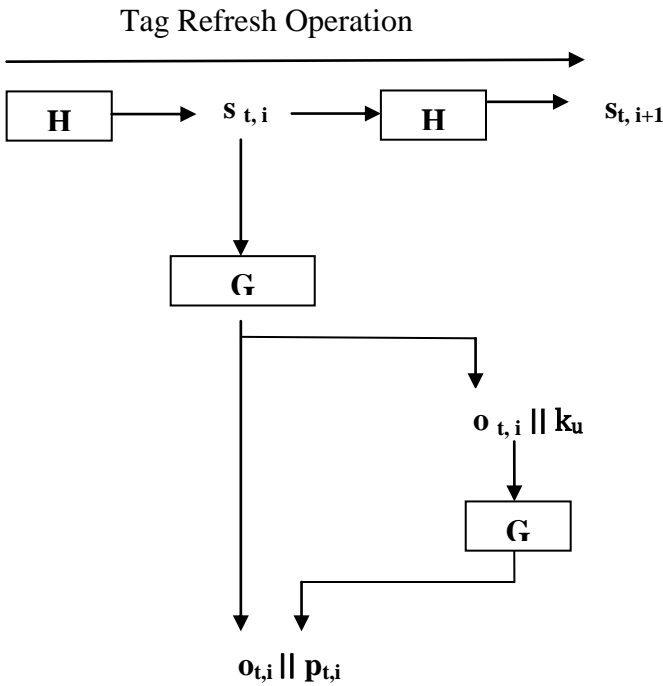 Tag Refresh Operation
H s t, i H st, i+1
G
o t, i || ku
G
ot,i || pt,i